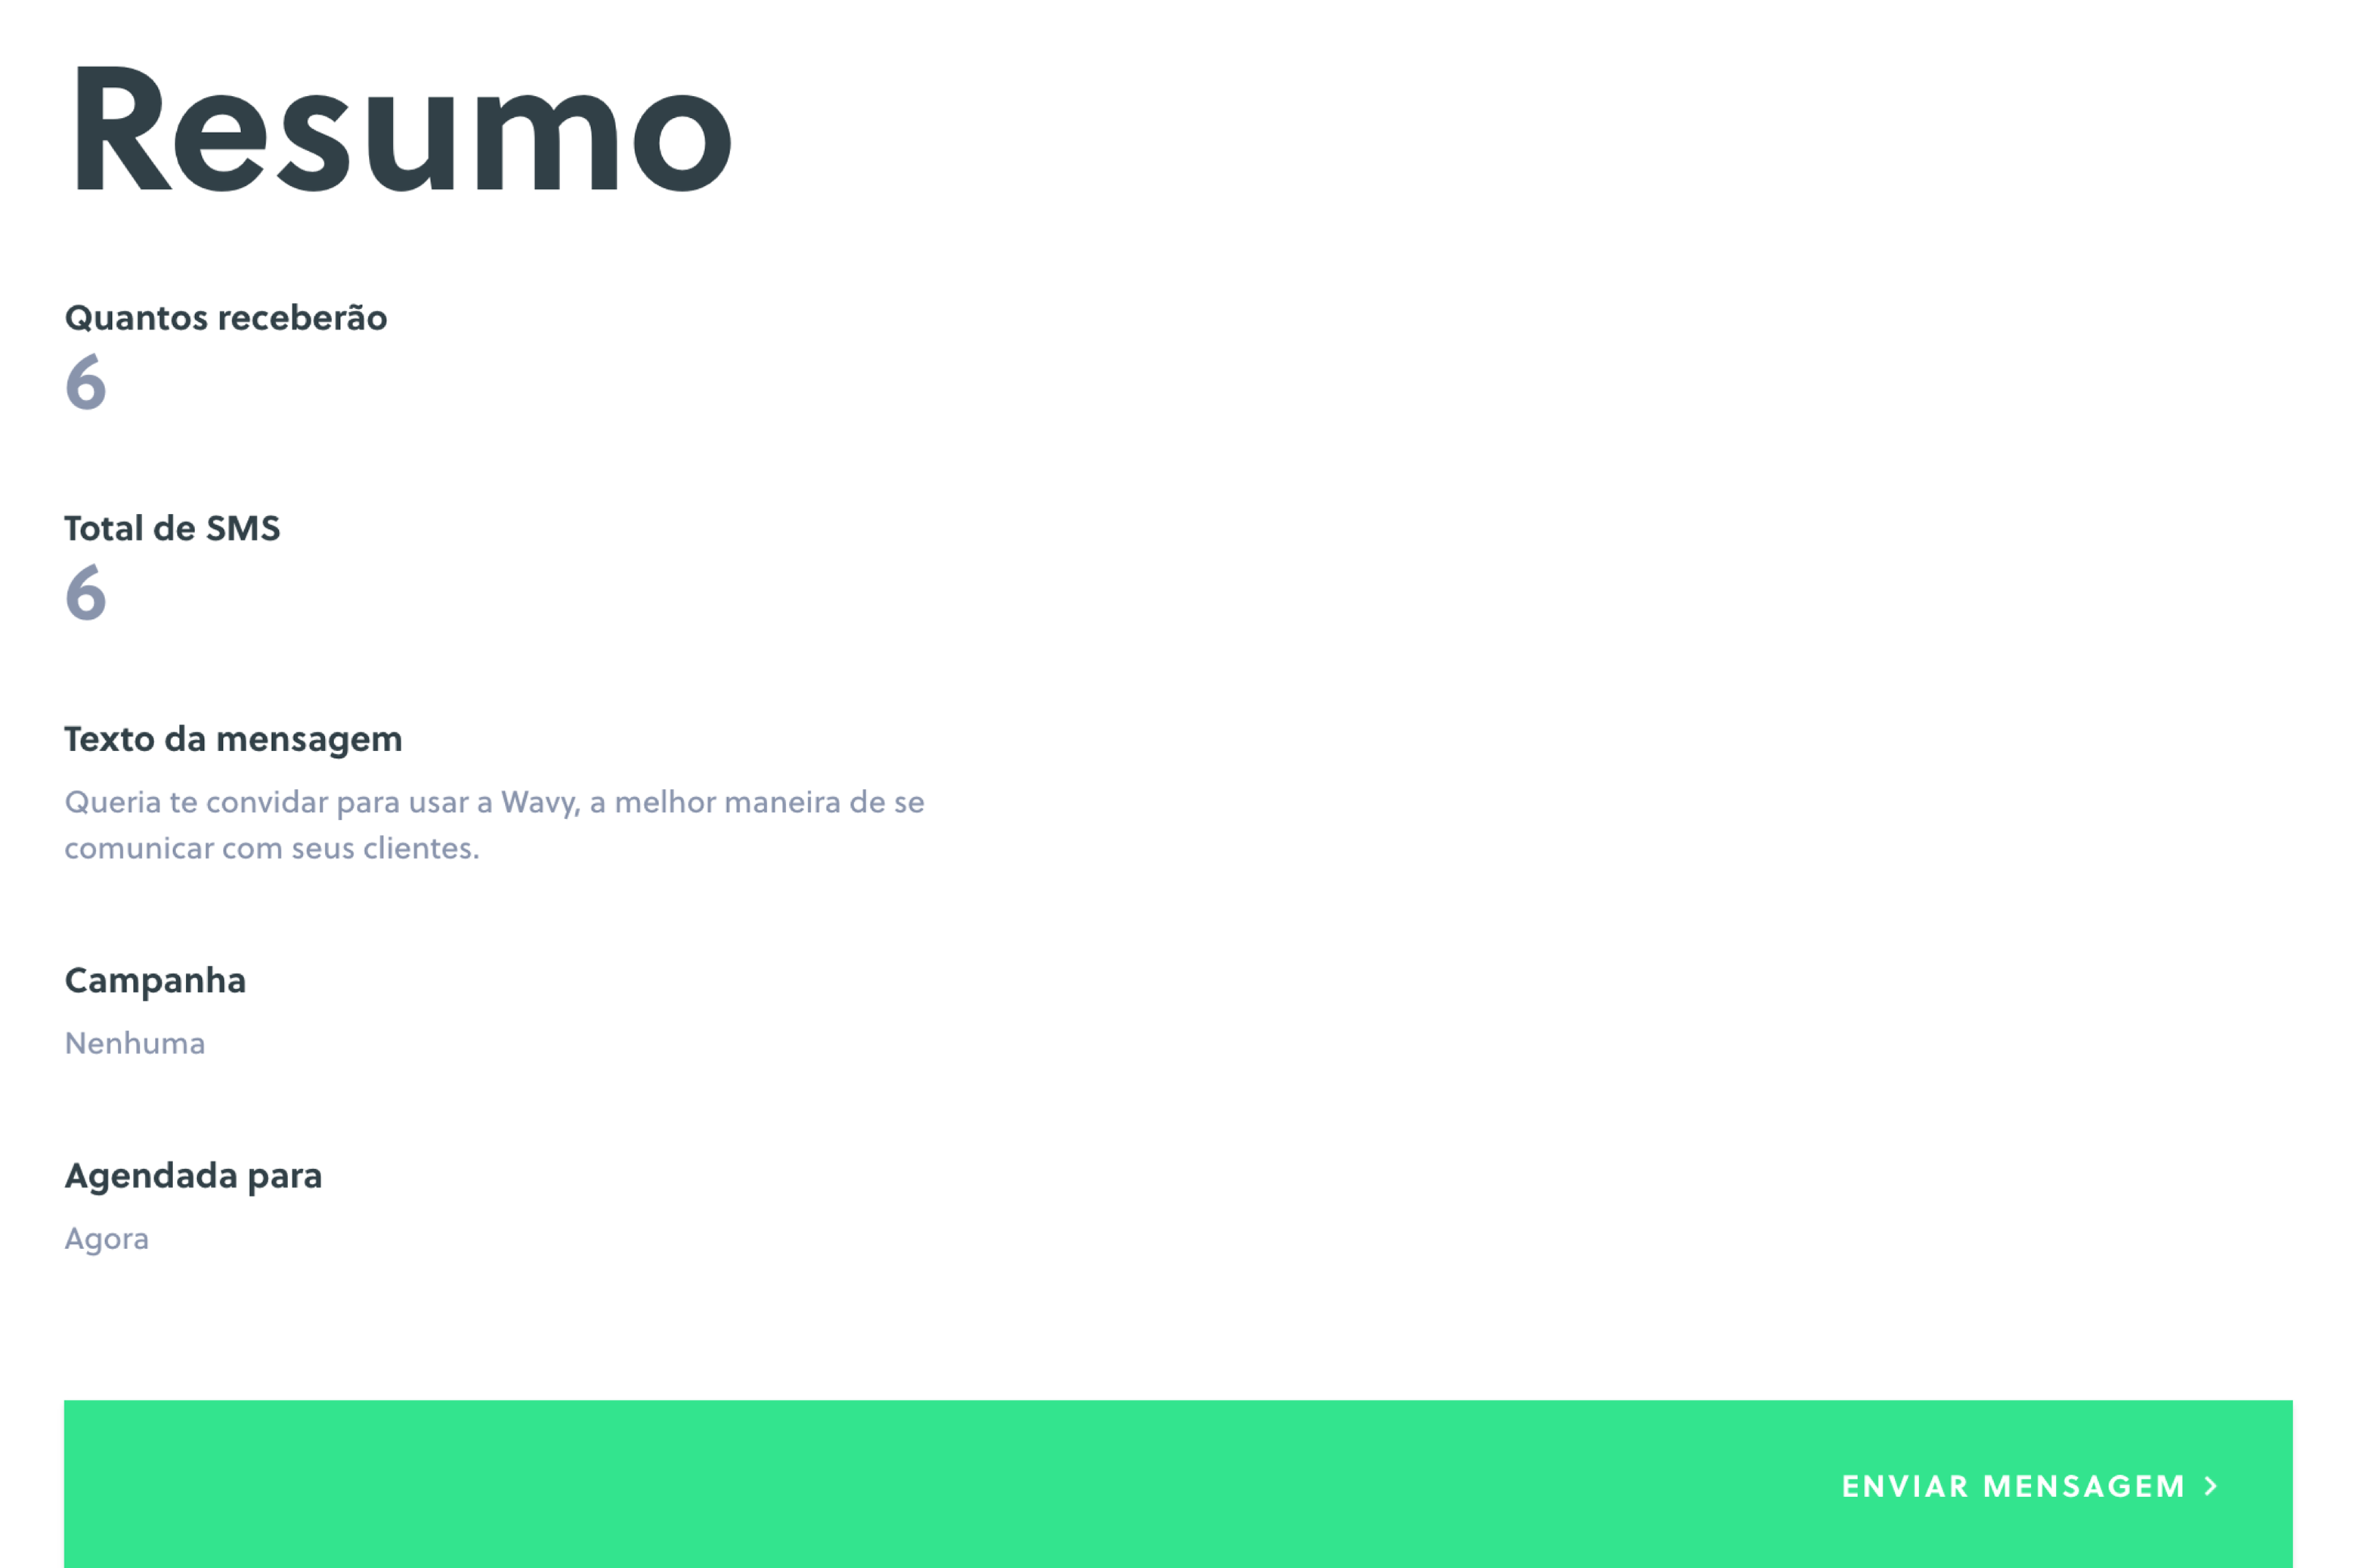 Resumo
Quantos receberão
6
Total de SMS
6
Texto da mensagem
Queria te convidar para usar a Wavy, a melhor maneira de se
comunicar com seus clientes.
Campanha
Nenhuma
Agendada para
Agora
ENVIAR MENSAGEM